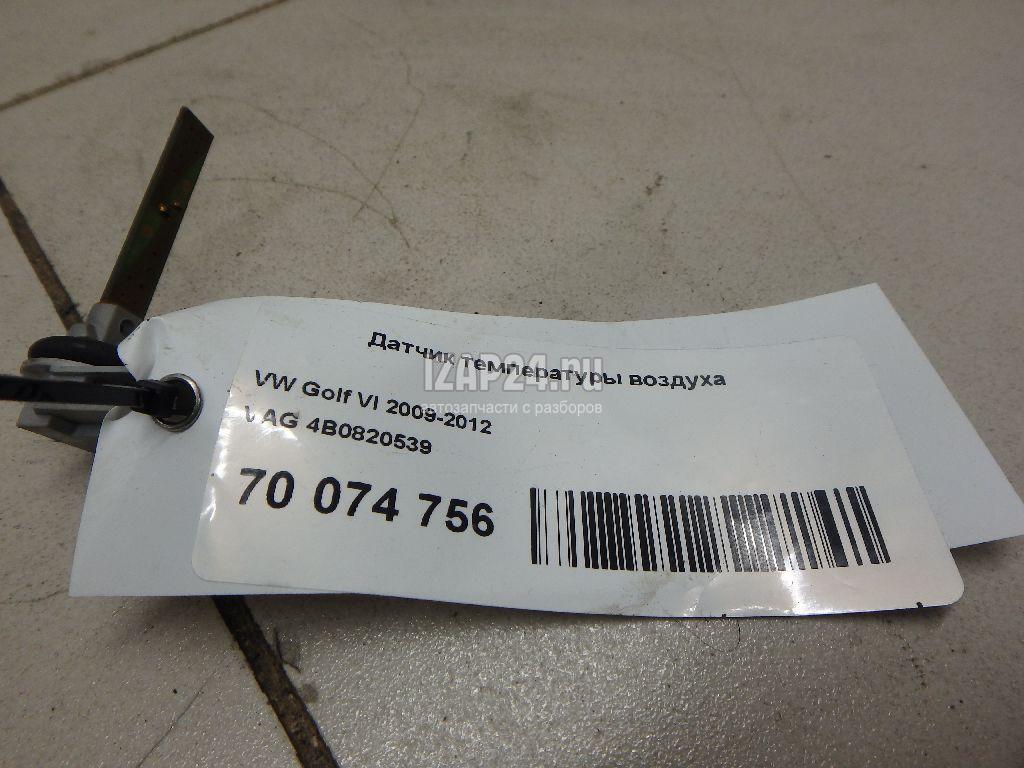 Датчик температуры воздуха
VW Golf VI 2009-2012
VAG 4B0820539
70 074 756
IZAP24.ru
автозапчасти с разборов